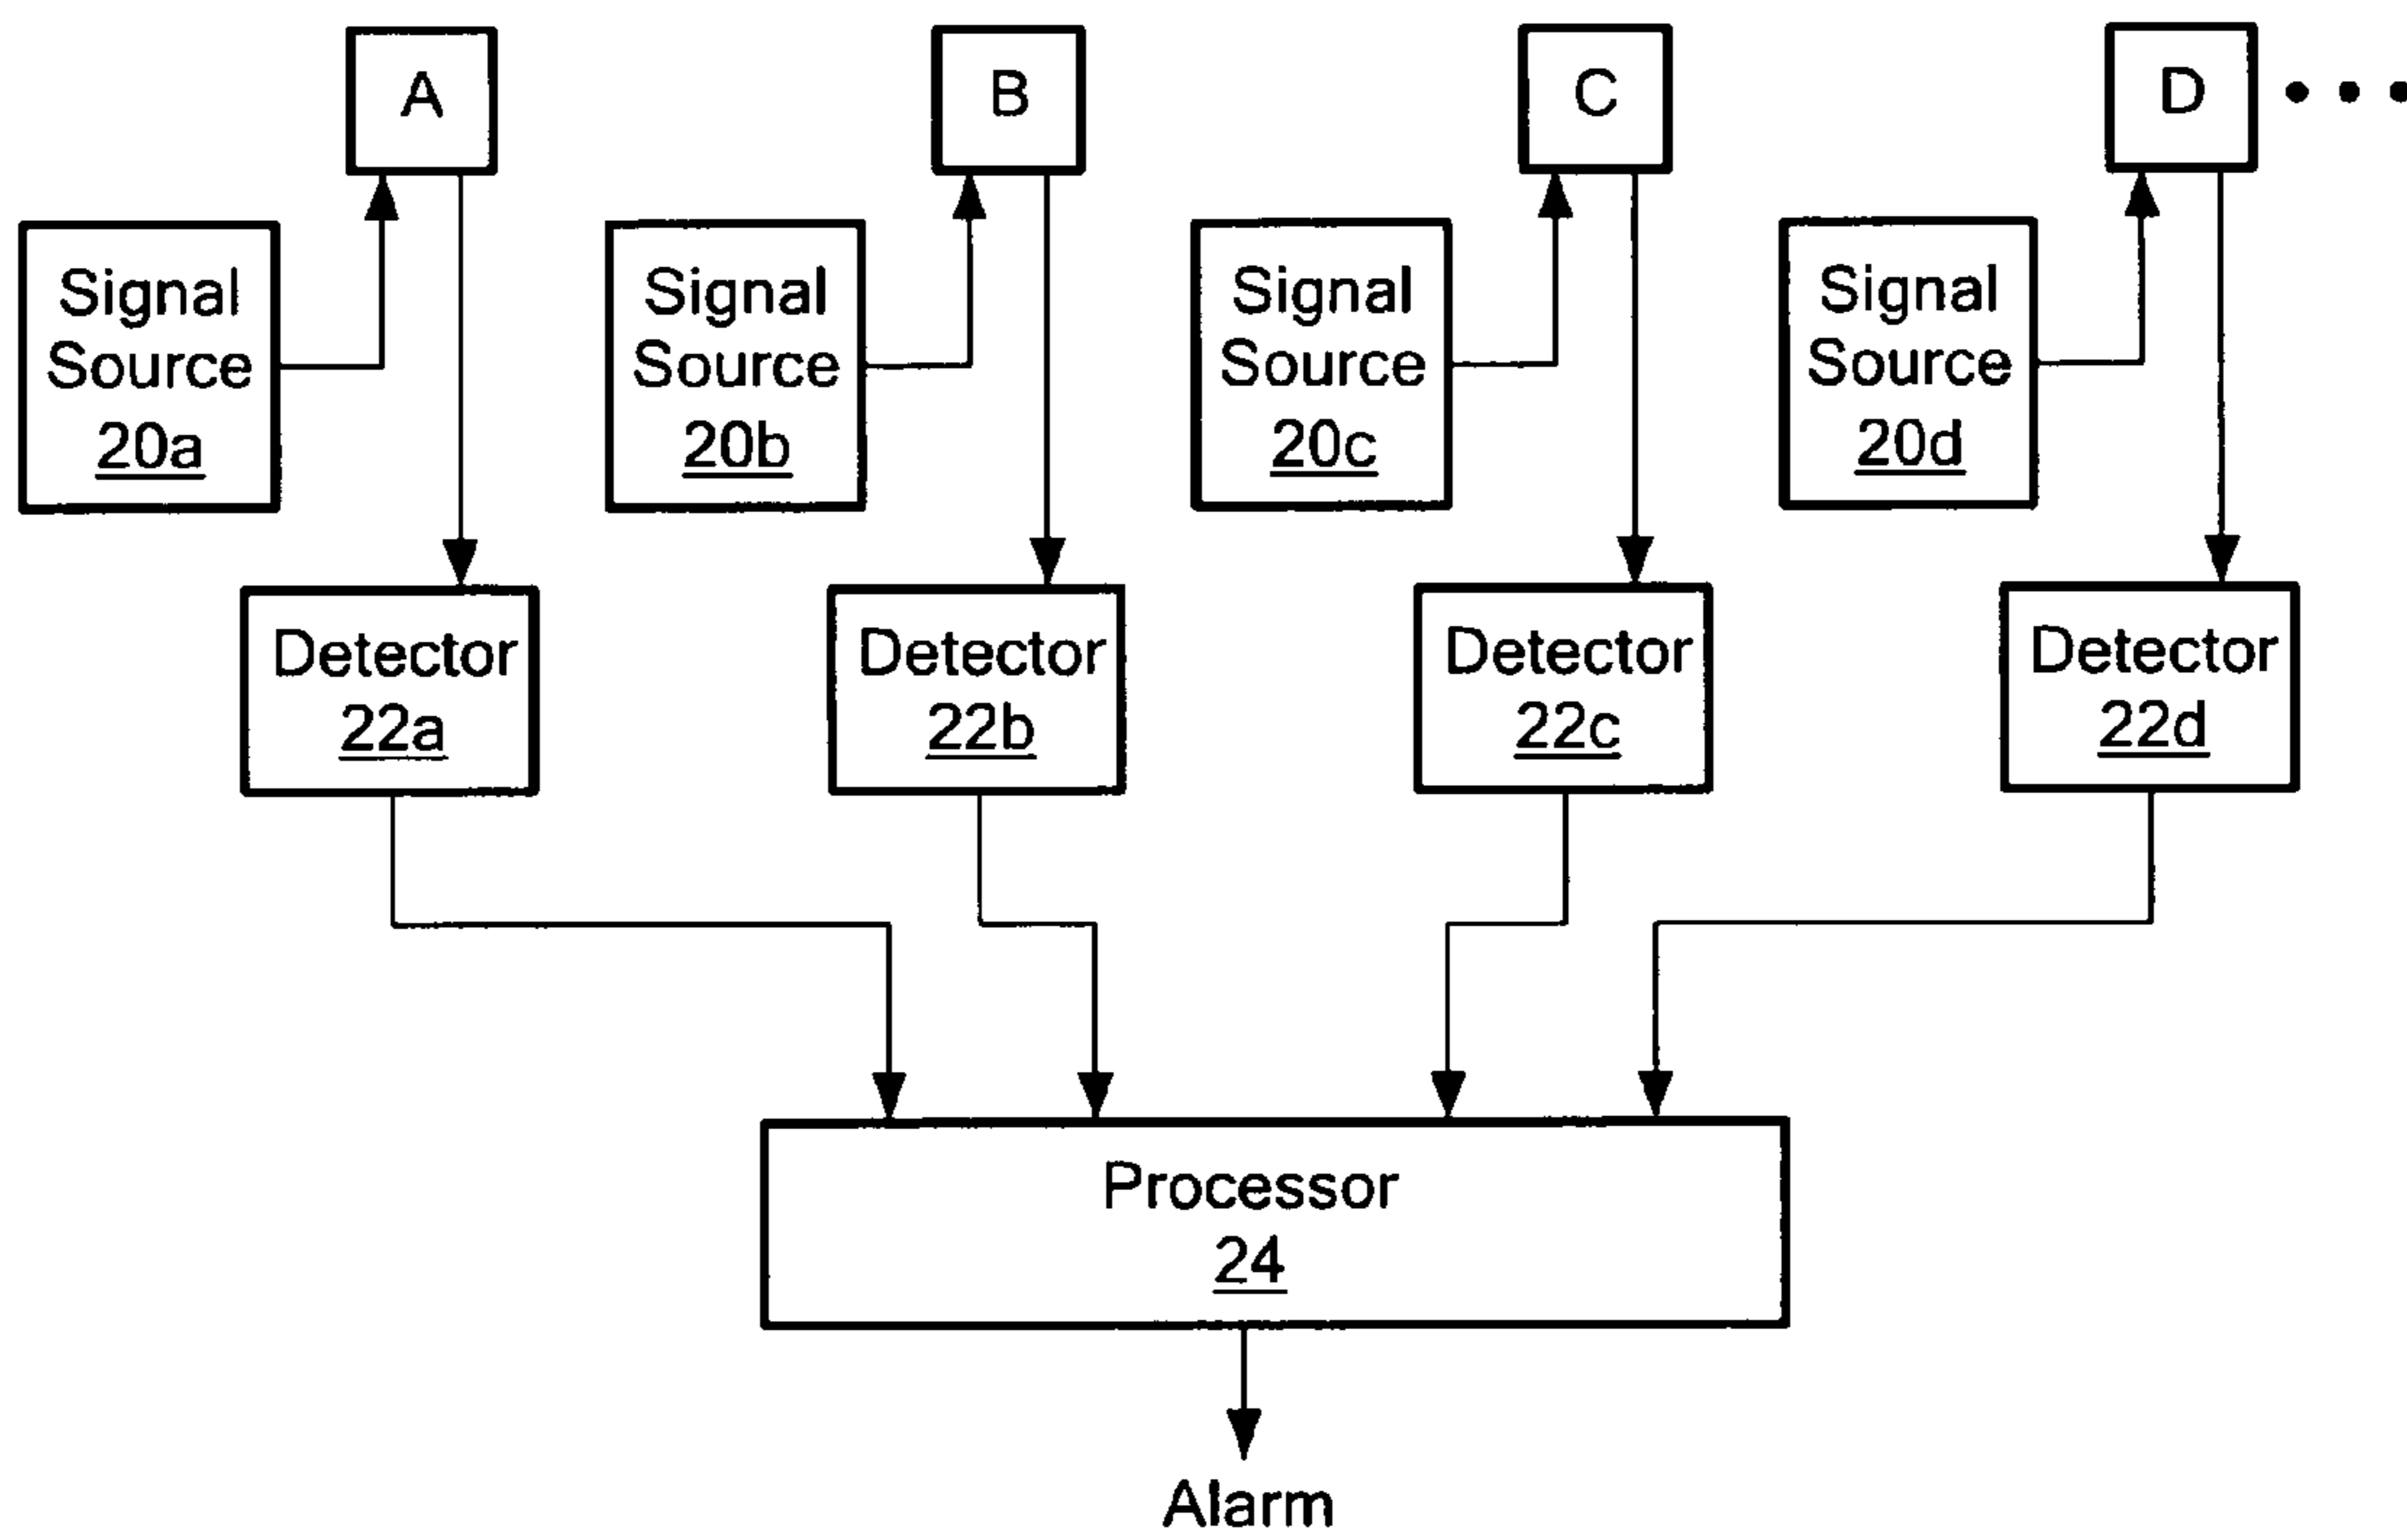 A
B
C
D • • •
Signal
Source
20a
Signal
Source
20b
Signal
Source
20c
Signal
Source
20d
Detector
22a
Detector
22b
Detector
22c
Detector
22d
Processor
24
Alarm